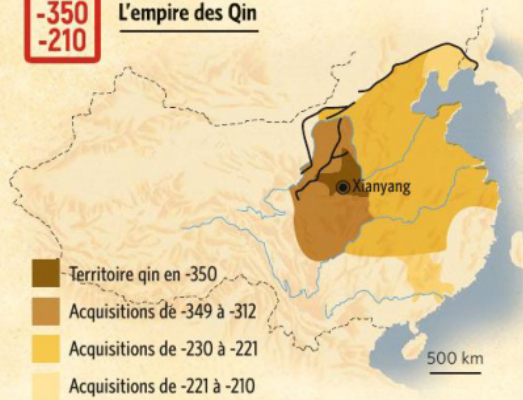 -350
-210
L'empire des Qin
Xianyang
Territoire qin en -350
Acquisitions de -349 à -312
Acquisitions de -230 à -221
Acquisitions de -221 à -210
500 km